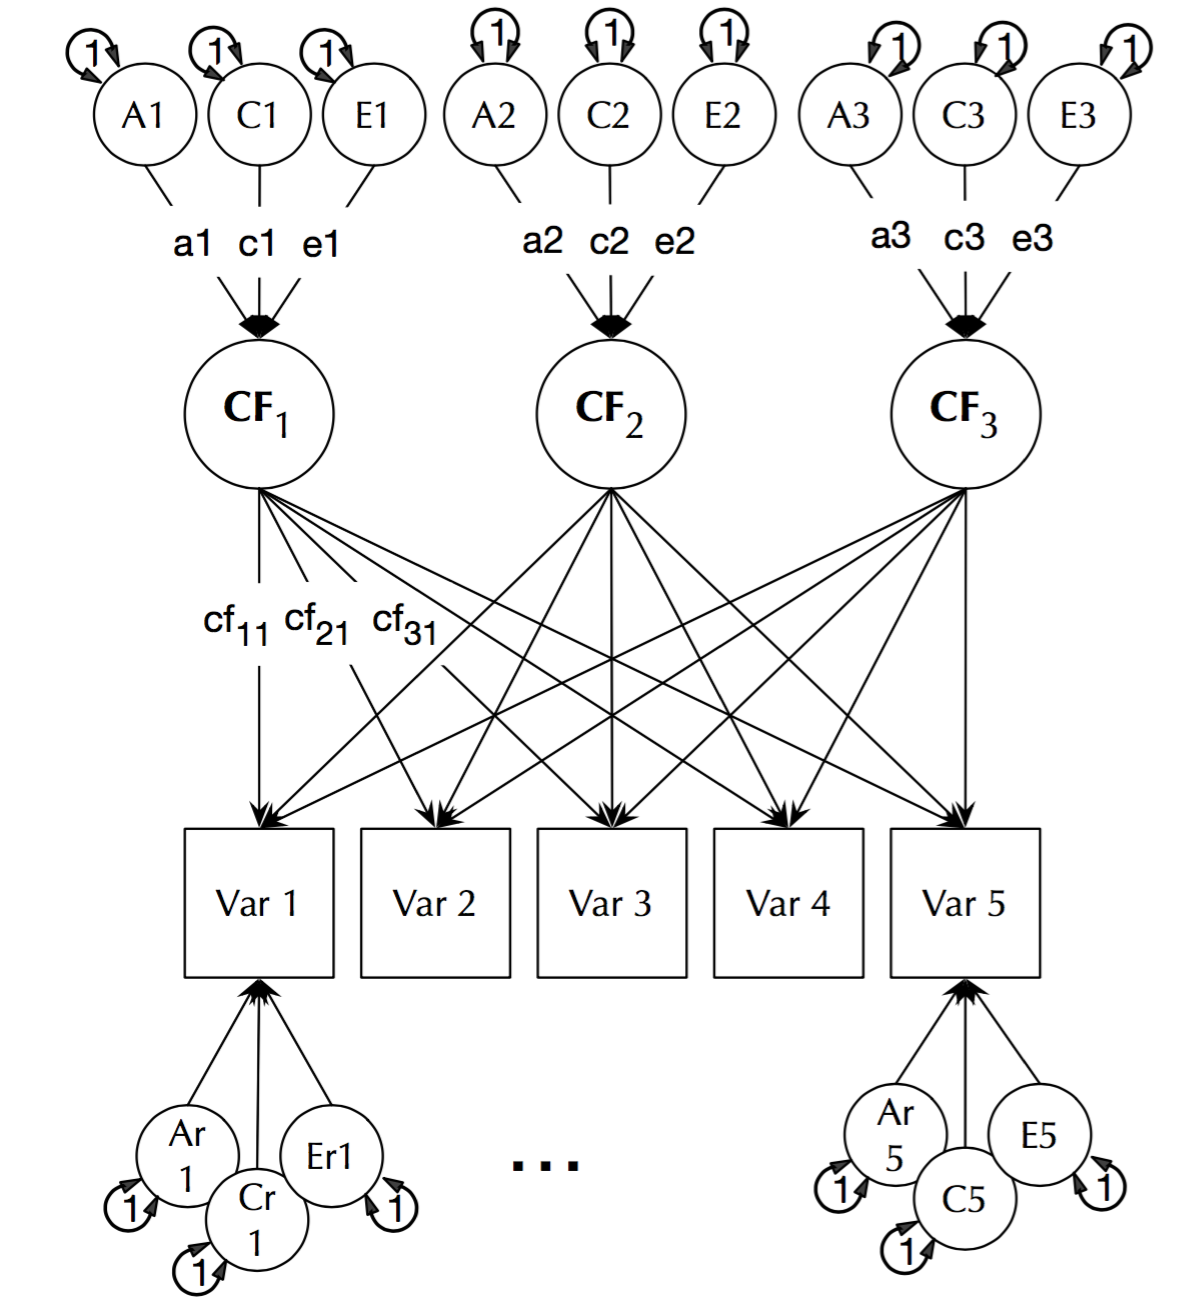 1 1 1 1 1 1 1 1 1
A1 C1 E1 A2 C2 E2 A3 C3 E3
a1 c1 e1 a2 c2 e2 a3 c3 e3
CF1 CF2 CF3
cf11 cf21 cf31
Var 1 Var 2 Var 3 Var 4 Var 5
Ar
1
Cr
1
Er1
1 1 1
...
Ar
5
C5
E5
1 1 1